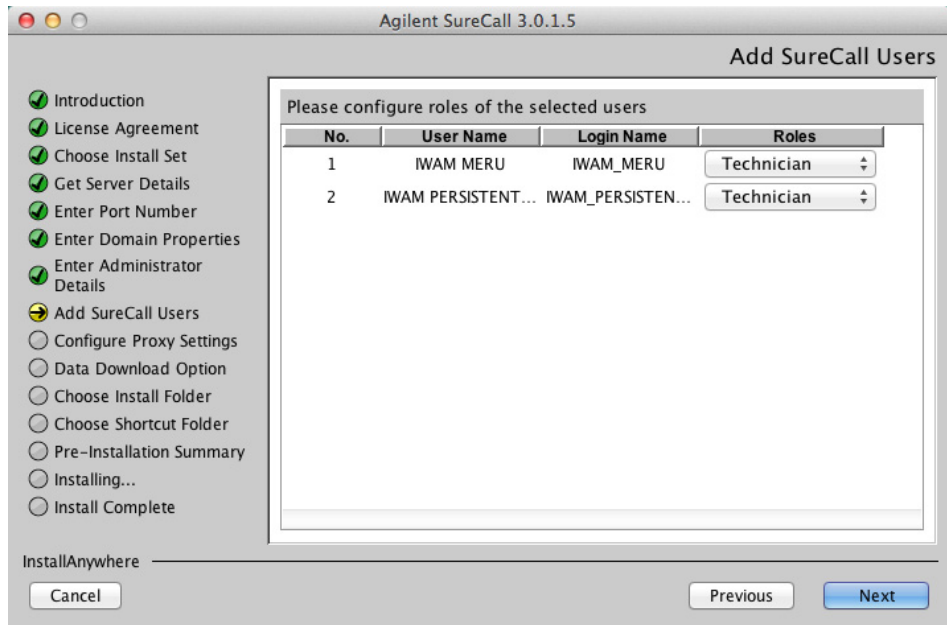 Agilent SureCall 3.0.1.5
Add SureCall Users
Introduction
License Agreement
Choose Install Set
Get Server Details
Enter Port Number
Enter Domain Properties
Enter Administrator
Details
Add SureCall Users
Configure Proxy Settings
Data Download Option
Choose Install Folder
Choose Shortcut Folder
Pre-Installation Summary
Installing...
Install Complete
Please configure roles of the selected users
No. User Name Login Name Roles
1 IWAM MERU IWAM_MERU Technician
2 IWAM PERSISTENT... IWAM_PERSISTEN... Technician
InstallAnywhere
Cancel Previous Next